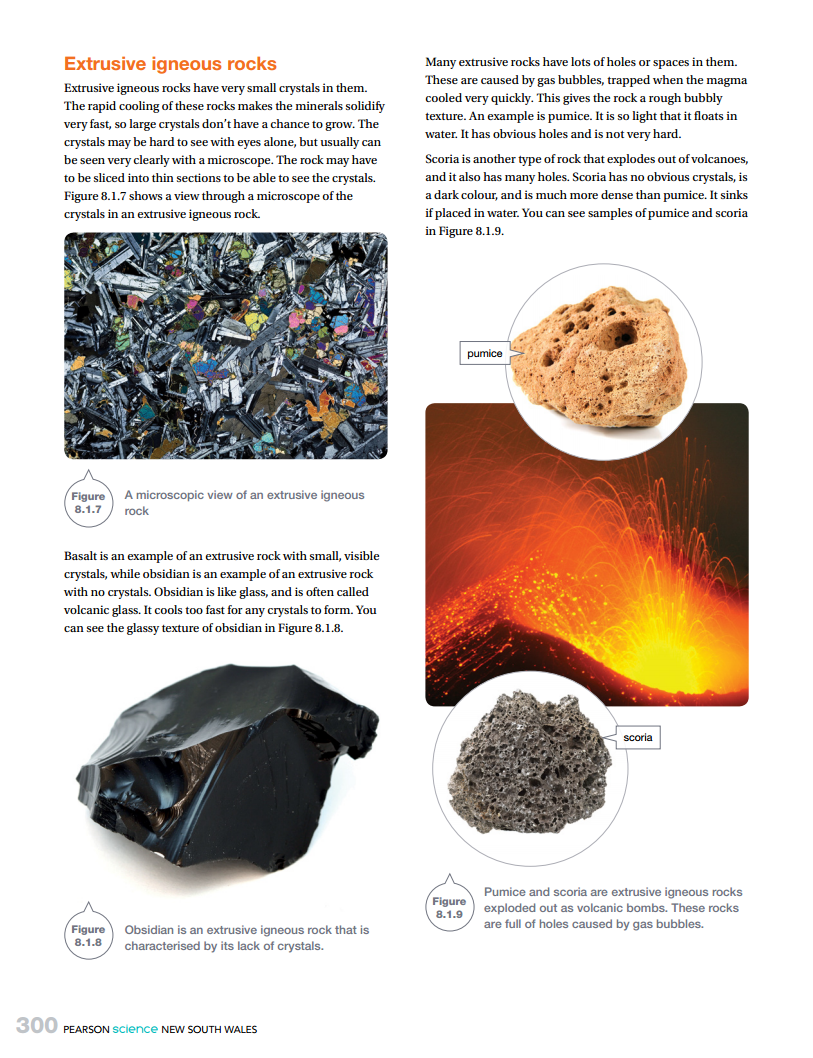 Extrusive igneous rocks
Extrusive igneous rocks have very small crystals in them.
The rapid cooling of these rocks makes the minerals solidify
very fast, so large crystals don't have a chance to grow. The
crystals may be hard to see with eyes alone, but usually can
be seen very clearly with a microscope. The rock may have
to be sliced into thin sections to be able to see the crystals.
Figure 8.1.7 shows a view through a microscope of the
crystals in an extrusive igneous rock.
Figure
8.1.7
A microscopic view of an extrusive igneous
rock
Basalt is an example of an extrusive rock with small, visible
crystals, while obsidian is an example of an extrusive rock
with no crystals. Obsidian is like glass, and is often called
volcanic glass. It cools too fast for any crystals to form. You
can see the glassy texture of obsidian in Figure 8.1.8.
Figure
8.1.8
Obsidian is an extrusive igneous rock that is
characterised by its lack of crystals.
Many extrusive rocks have lots of holes or spaces in them.
These are caused by gas bubbles, trapped when the magma
cooled very quickly. This gives the rock a rough bubbly
texture. An example is pumice. It is so light that it floats in
water. It has obvious holes and is not very hard.
Scoria is another type of rock that explodes out of volcanoes,
and it also has many holes. Scoria has no obvious crystals, is
a dark colour, and is much more dense than pumice. It sinks
if placed in water. You can see samples of pumice and scoria
in Figure 8.1.9.
pumice
scoria
Figure
8.1.9
Pumice and scoria are extrusive igneous rocks
exploded out as volcanic bombs. These rocks
are full of holes caused by gas bubbles.
300 PEARSON science NEW SOUTH WALES